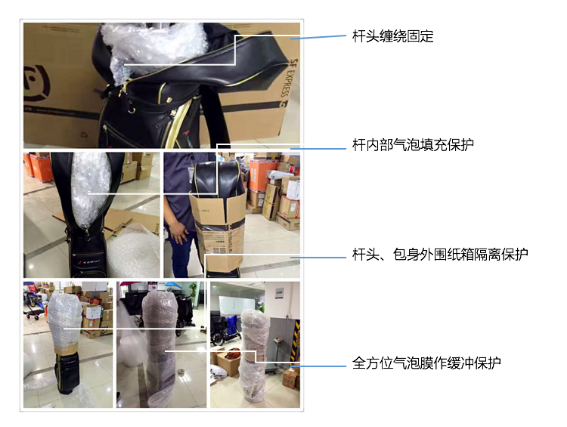 杆头缠绕固定
SF EXPRESS
杆内部气泡填充保护
杆头、包身外围纸箱隔离保护
全方位气泡膜作缓冲保护